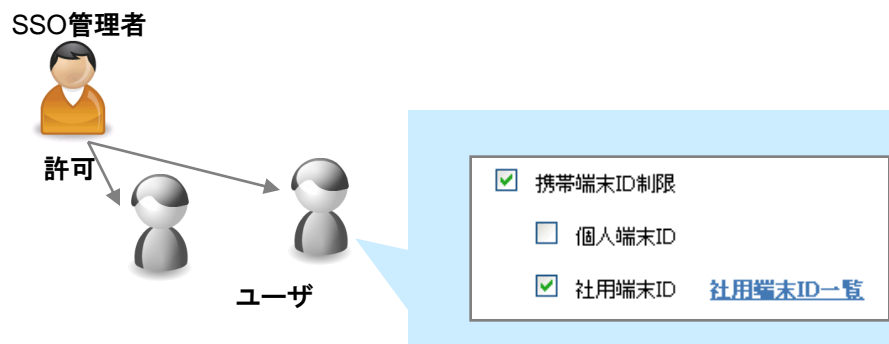 SSO管理者
許可
ユーザ
携帯端末ID制限
個人端末ID
社用端末ID 社用端末ID一覧